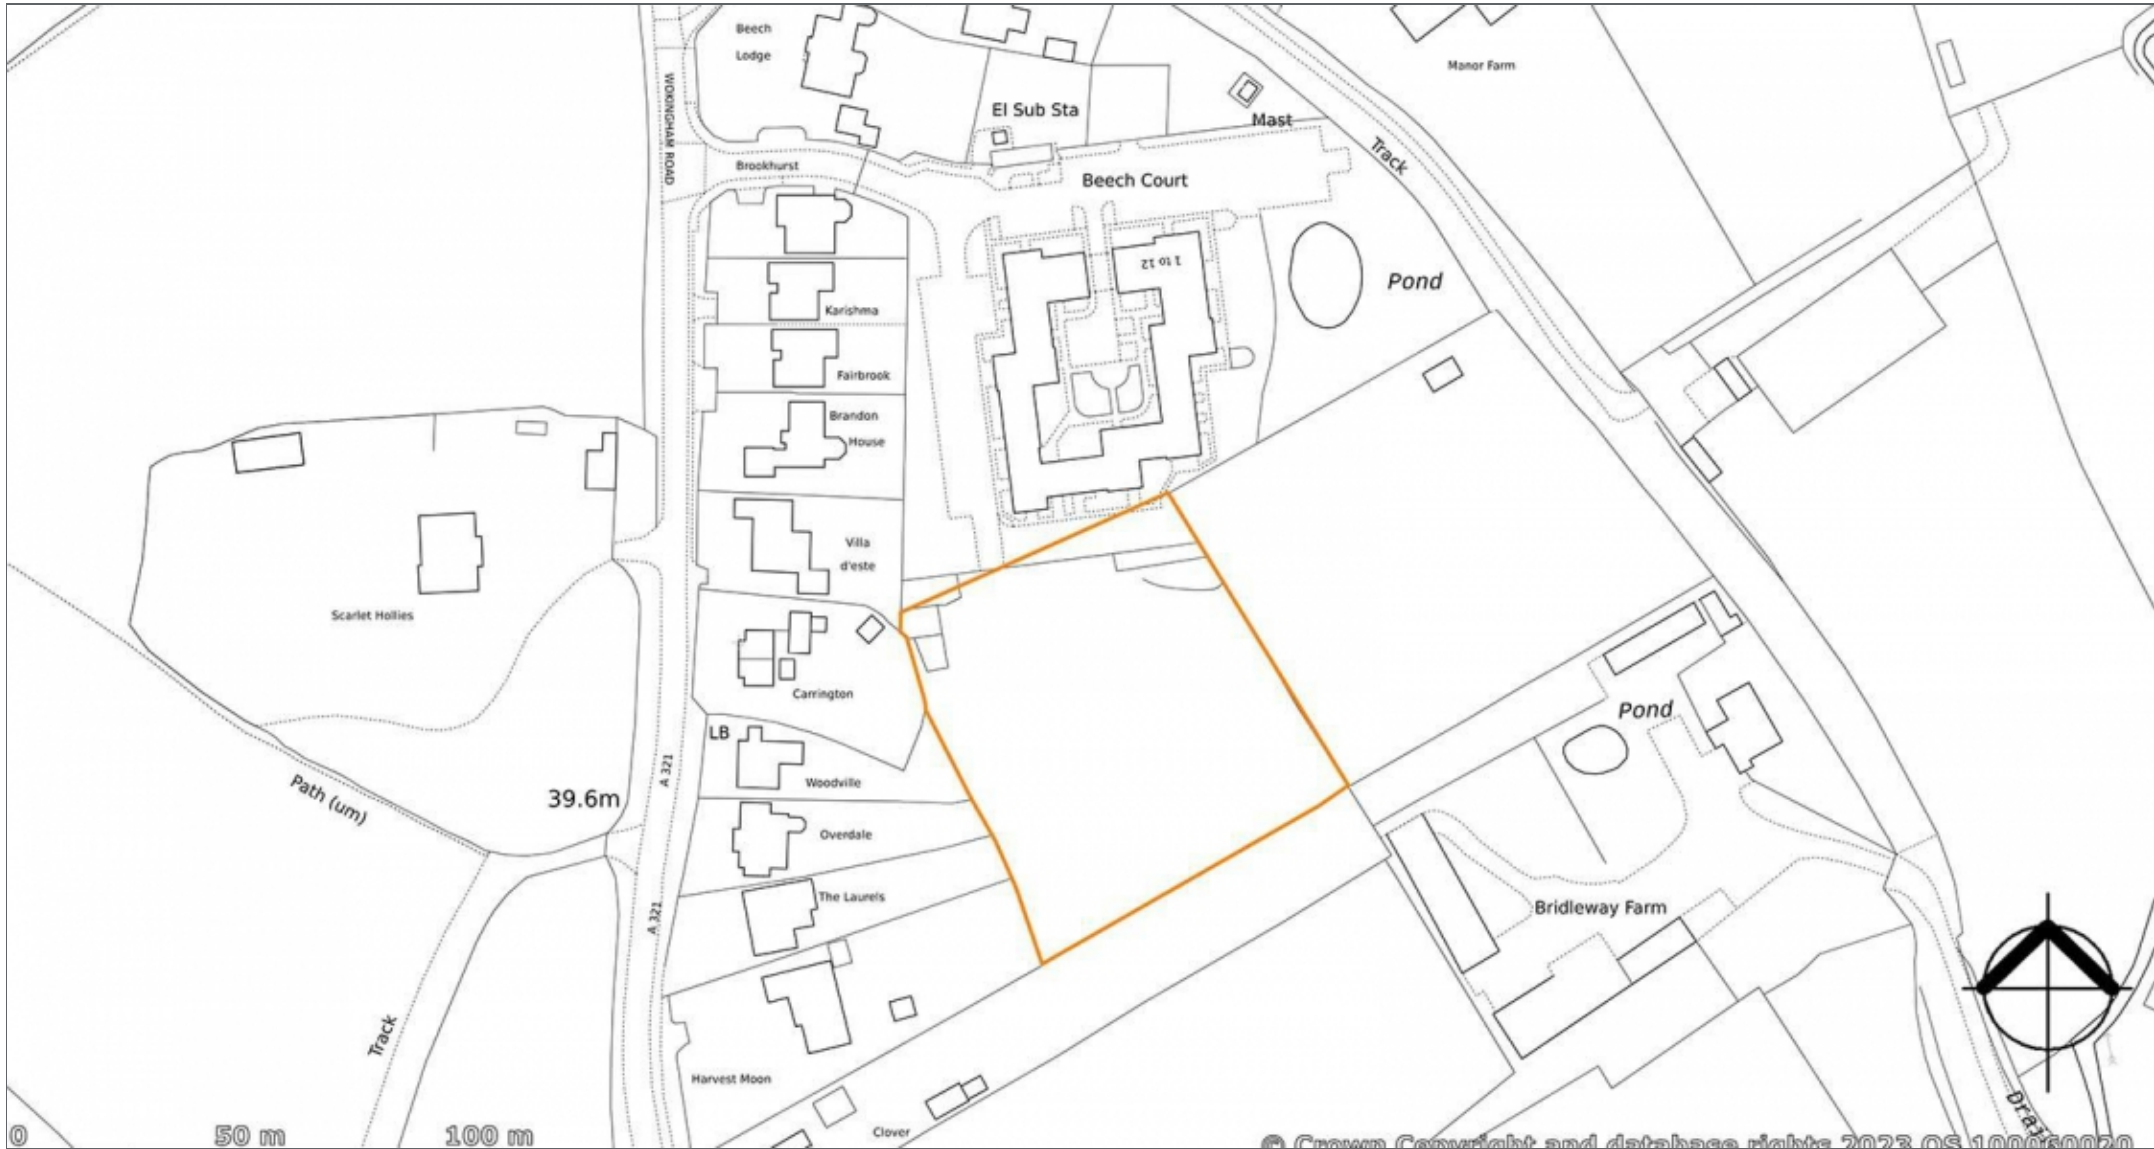 Beech
Lodge
Manor Farm
WOKINGHAM ROAD
El Sub Sta
Mast
Track
Brookhurst
Beech Court
1 to 12
Pond
Karishma
Fairbrook
Brandon
House
Villa
d'este
Scarlet Hollies
Carrington
LB
Pond
Woodville
A 321
39.6m
Path (um)
Overdale
The Laurels
A 321
Bridleway Farm
Track
Harvest Moon
Clover
Drai
0
50 m
100 m
© Crown Copyright and database rights 2023 OS 100060020